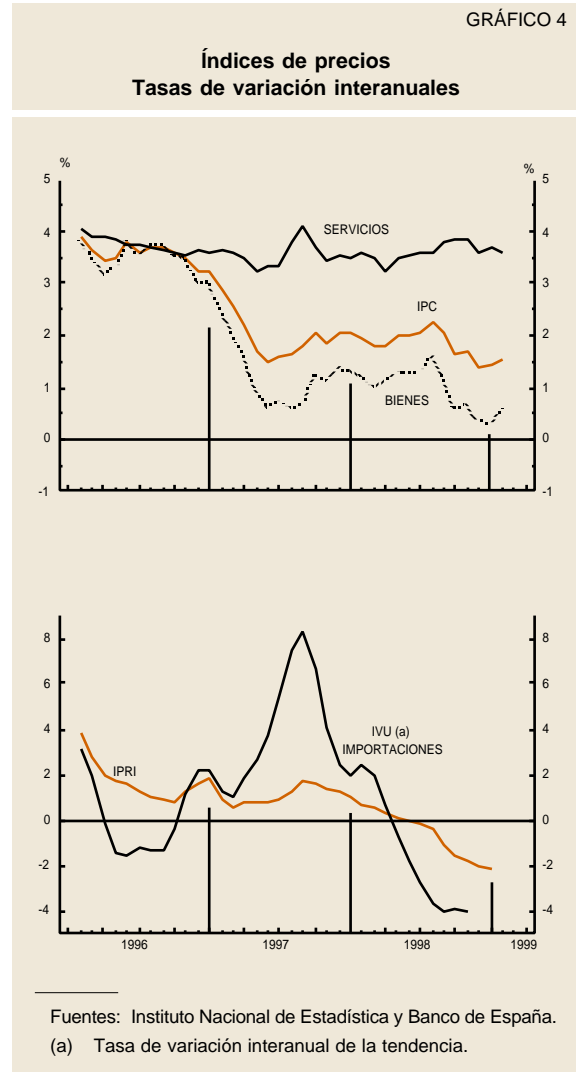 GRÁFICO 4
Índices de precios
Tasas de variación interanuales
% %
5 5
SERVICIOS
4 4
3 3
IPC
2 2
1 1
BIENES
0 0
-1 -1
8 8
6 6
IVU (a)
4 4
IMPORTACIONES
IPRI
2 2
0 0
-2 -2
-4 -4
1996 1997 1998 1999
Fuentes: Instituto Nacional de Estadística y Banco de España.
(a) Tasa de variación interanual de la tendencia.